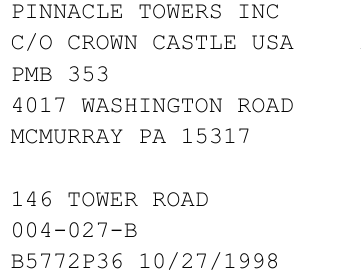 PINNACLE TOWERS INC
C/O CROWN CASTLE USA
PMB 353
4017 WASHINGTON ROAD
MCMURRAY PA 15317
146 TOWER ROAD
004-027-B
B5772P36 10/27/1998